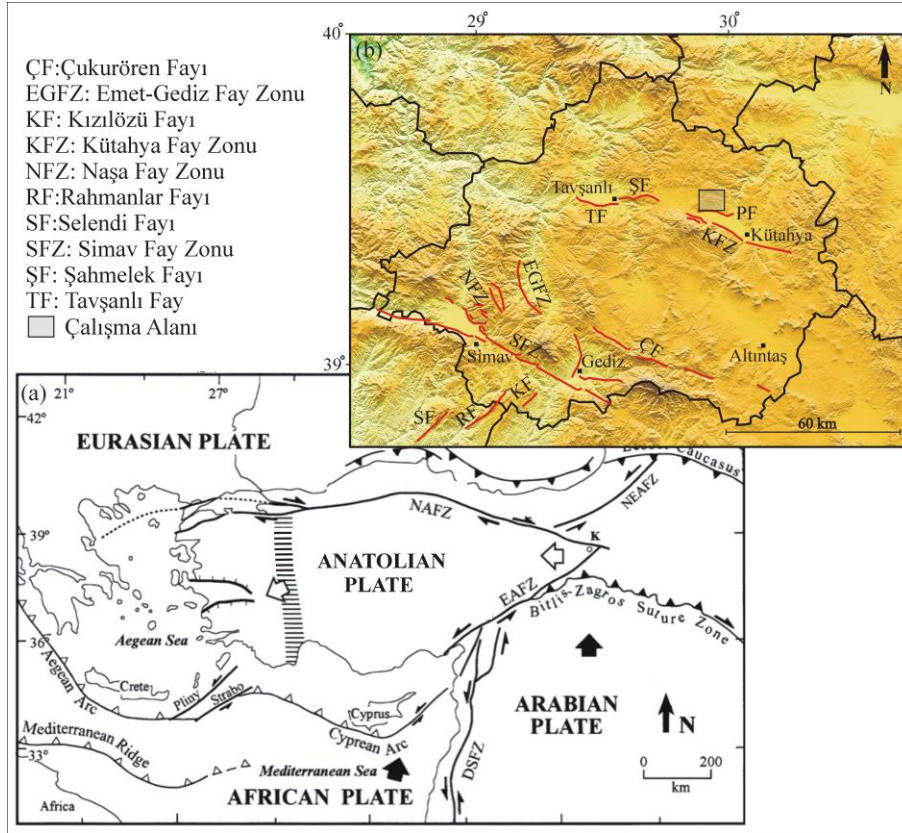 ÇF:Çukurören Fayı
EGFZ: Emet-Gediz Fay Zonu
KF: Kızılözü Fayı
KFZ: Kütahya Fay Zonu
NFZ: Naşa Fay Zonu
RF:Rahmanlar Fayı
SF:Selendi Fayı
SFZ: Simav Fay Zonu
ŞF: Şahmelek Fayı
TF: Tavşanlı Fay
Çalışma Alanı
29°
30°
40°
(b)
N
Tavşanlı
ŞF
TF
PF
KFZ
Kütahya
EGFZ
NFZ
SFZ
Simav
Gediz
ÇF
Altıntaş
39°
SF
RF
KF
60 km
(a)
21°
27°
42°
EURASIAN PLATE
Caucasus
NEAFZ
NAFZ
K
39°
ANATOLIAN
PLATE
EAFZ
Bitlis-Zagros Suture Zone
36°
Aegean Sea
Aegean Arc
Crete
Pliny
Strabo
Cyprus
Cyprean Arc
ARABIAN
PLATE
N
Mediterranean Ridge
33°
Mediterranean Sea
DSFZ
0
200
km
Africa
AFRICAN PLATE